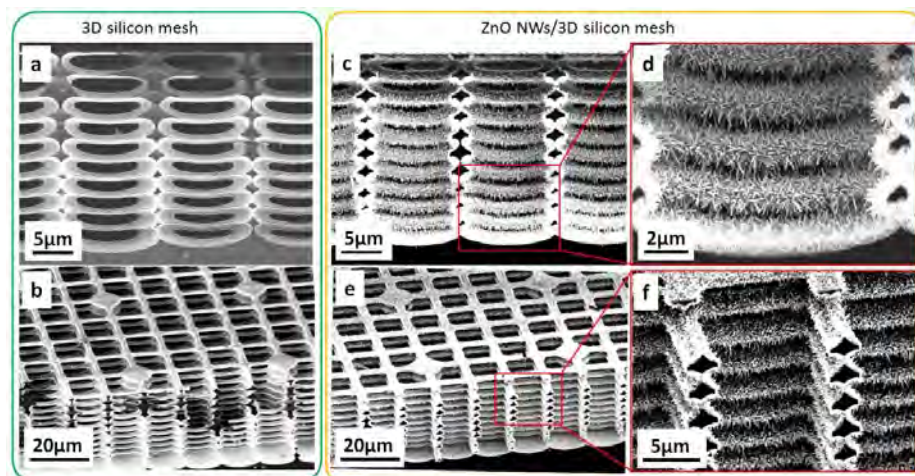 3D silicon mesh
ZnO NWs/3D silicon mesh
a
5µm
c
5µm
d
2µm
b
20µm
e
20µm
f
5µm